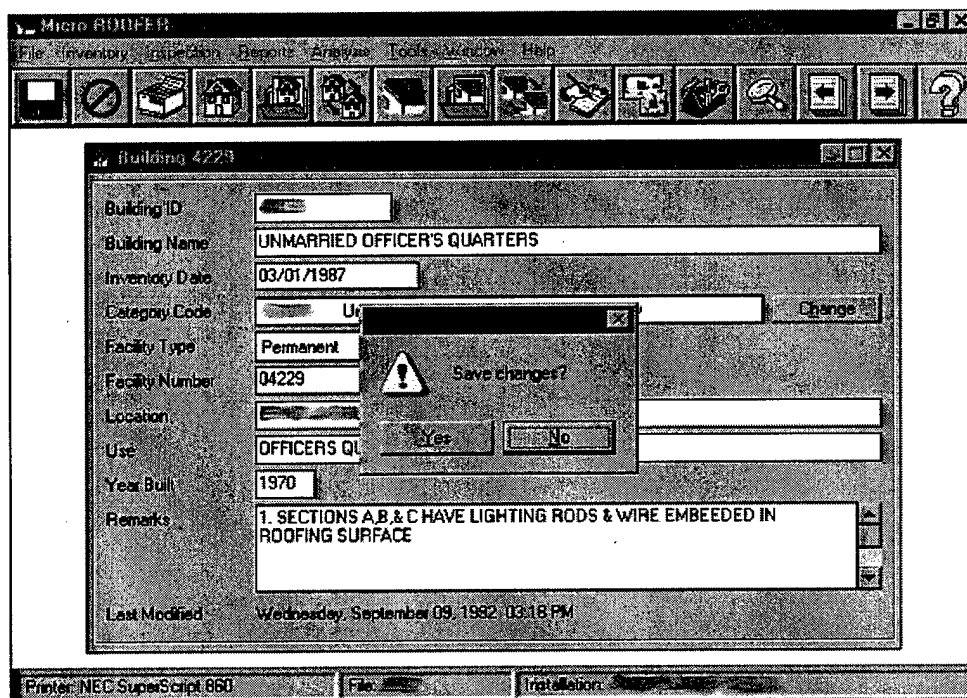 Micro ROOFER
File Inventory Inspection Reports Analysis Tools Window Help
Building 4229
Building ID
Building Name UNMARRIED OFFICER'S QUARTERS
Inventory Date 03/01/1987
Category Code Change
Facility Type Permanent
Facility Number 04229
Save changes?
Yes No
Location
Use OFFICERS
Year Built 1970
Remarks 1. SECTIONS A,B,& C HAVE LIGHTING RODS & WIRE EMBEEDED IN
ROOFING SURFACE
Last Modified Wednesday, September 09, 1992 03:18 PM
Printer: NEC SuperScript 860 File: Installation: